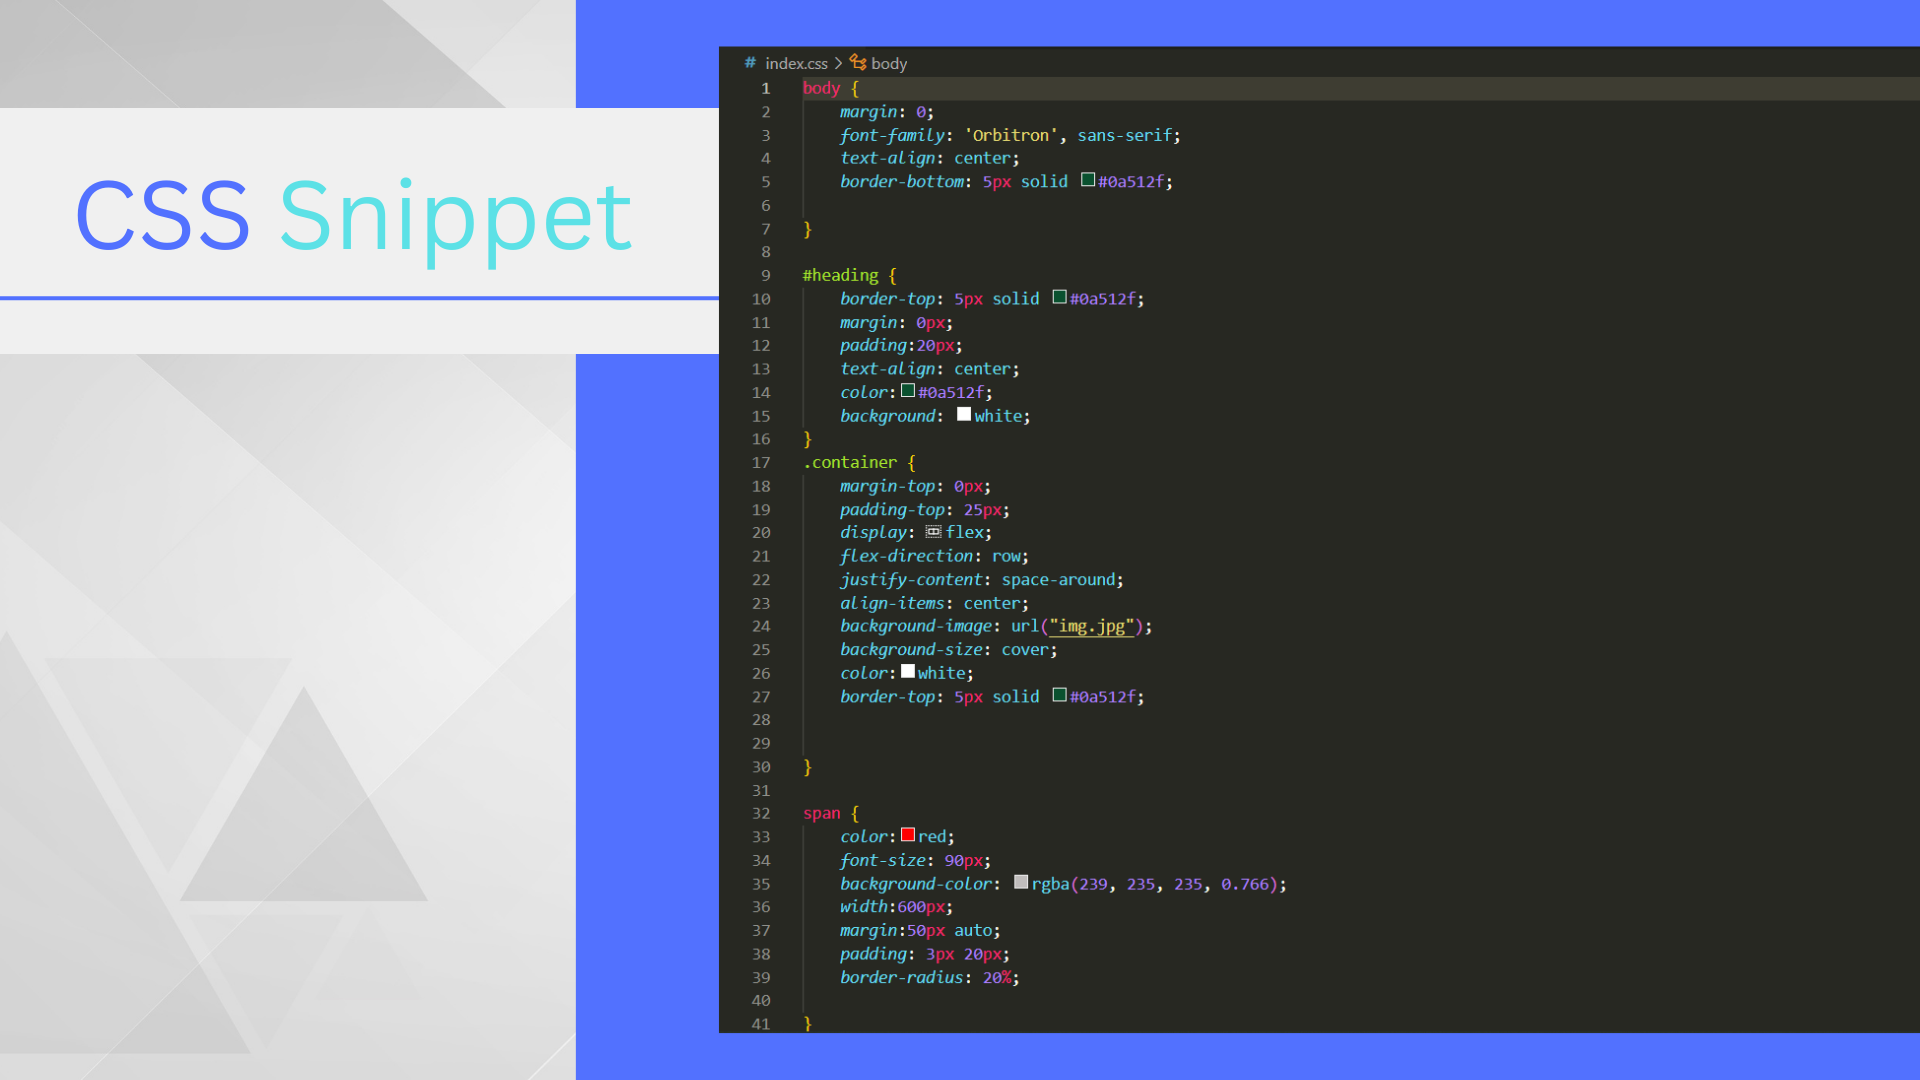 CSS Snippet
# index.css > body
1 body {
2     margin: 0;
3     font-family: 'Orbitron', sans-serif;
4     text-align: center;
5     border-bottom: 5px solid #0a512f;
6
7 }
8
9 #heading {
10     border-top: 5px solid #0a512f;
11     margin: 0px;
12     padding:20px;
13     text-align: center;
14     color:#0a512f;
15     background: white;
16 }
17 .container {
18     margin-top: 0px;
19     padding-top: 25px;
20     display: flex;
21     flex-direction: row;
22     justify-content: space-around;
23     align-items: center;
24     background-image: url("img.jpg");
25     background-size: cover;
26     color:white;
27     border-top: 5px solid #0a512f;
28
29
30 }
31
32 span {
33     color:red;
34     font-size: 90px;
35     background-color: rgba(239, 235, 235, 0.766);
36     width:600px;
37     margin:50px auto;
38     padding: 3px 20px;
39     border-radius: 20%;
40
41 }